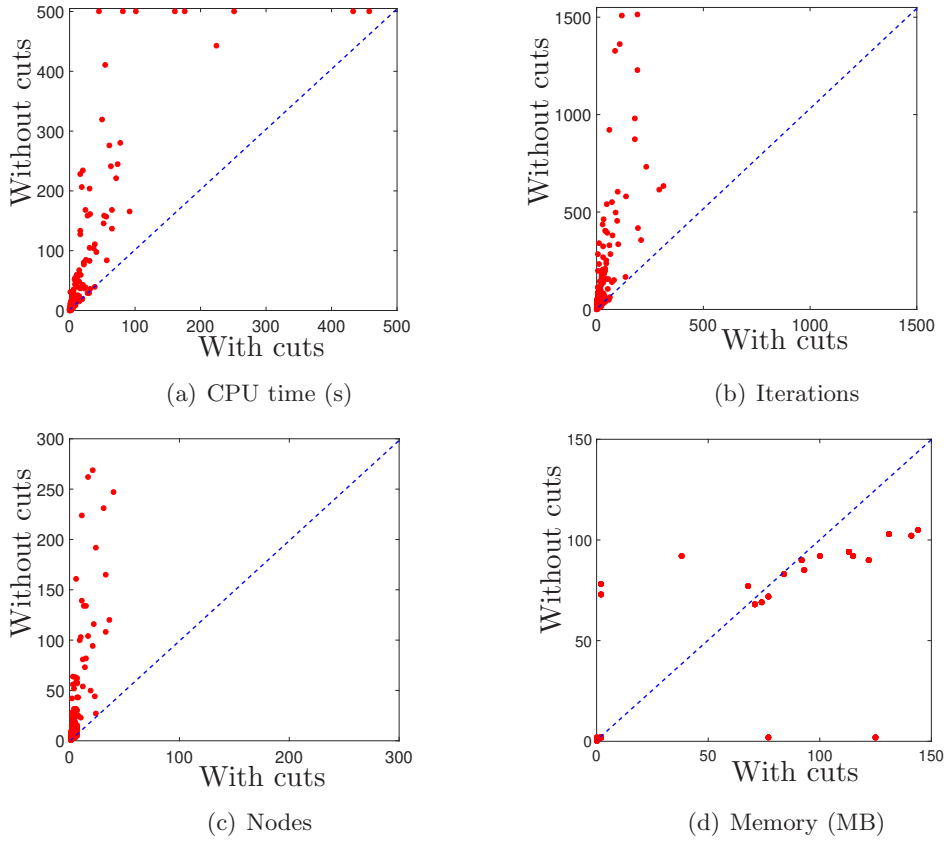 500
400
300
200
100
0
Without cuts
0 100 200 300 400 500
With cuts
(a) CPU time (s)
1500
1000
500
0
Without cuts
0 500 1000 1500
With cuts
(b) Iterations
300
250
200
150
100
50
0
Without cuts
0 100 200 300
With cuts
(c) Nodes
150
100
50
0
Without cuts
0 50 100 150
With cuts
(d) Memory (MB)